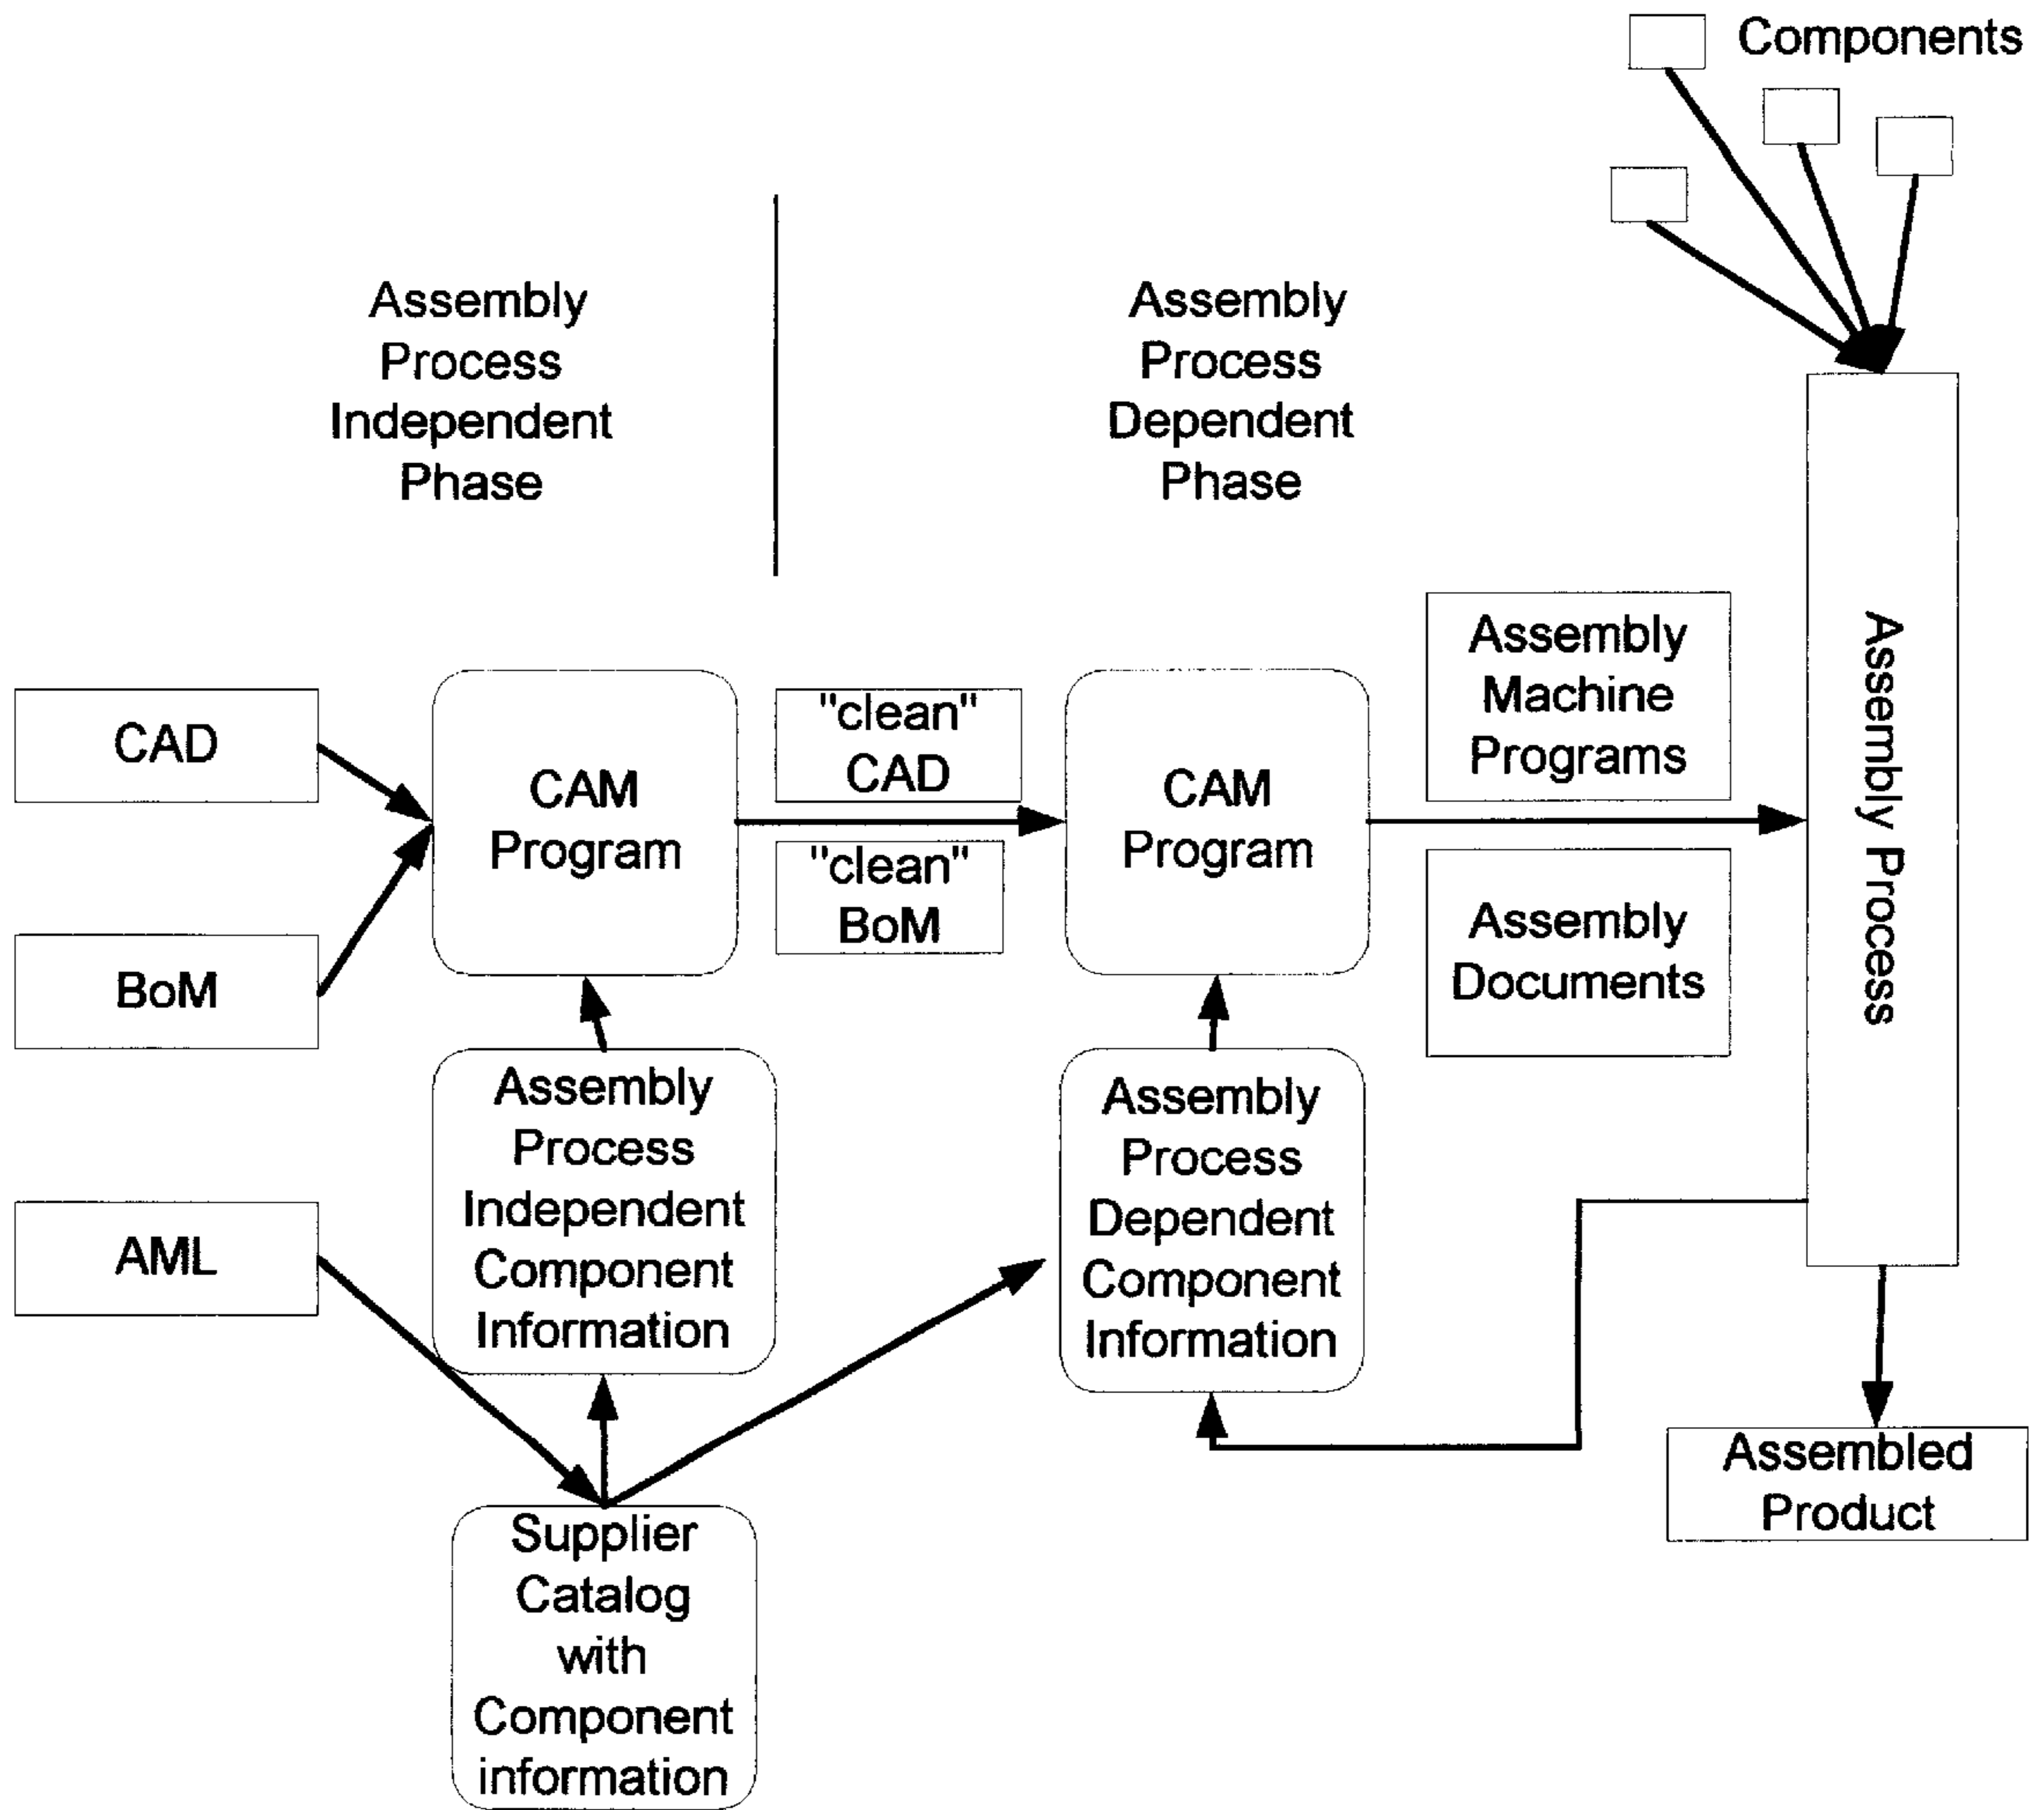 Components
Assembly
Process
Independent
Phase
Assembly
Process
Dependent
Phase
CAD
BoM
AML
CAM
Program
"clean"
CAD
"clean"
BoM
CAM
Program
Assembly
Machine
Programs
Assembly
Documents
Assembly Process
Assembly
Process
Independent
Component
Information
Assembly
Process
Dependent
Component
Information
Supplier
Catalog
with
Component
information
Assembled
Product